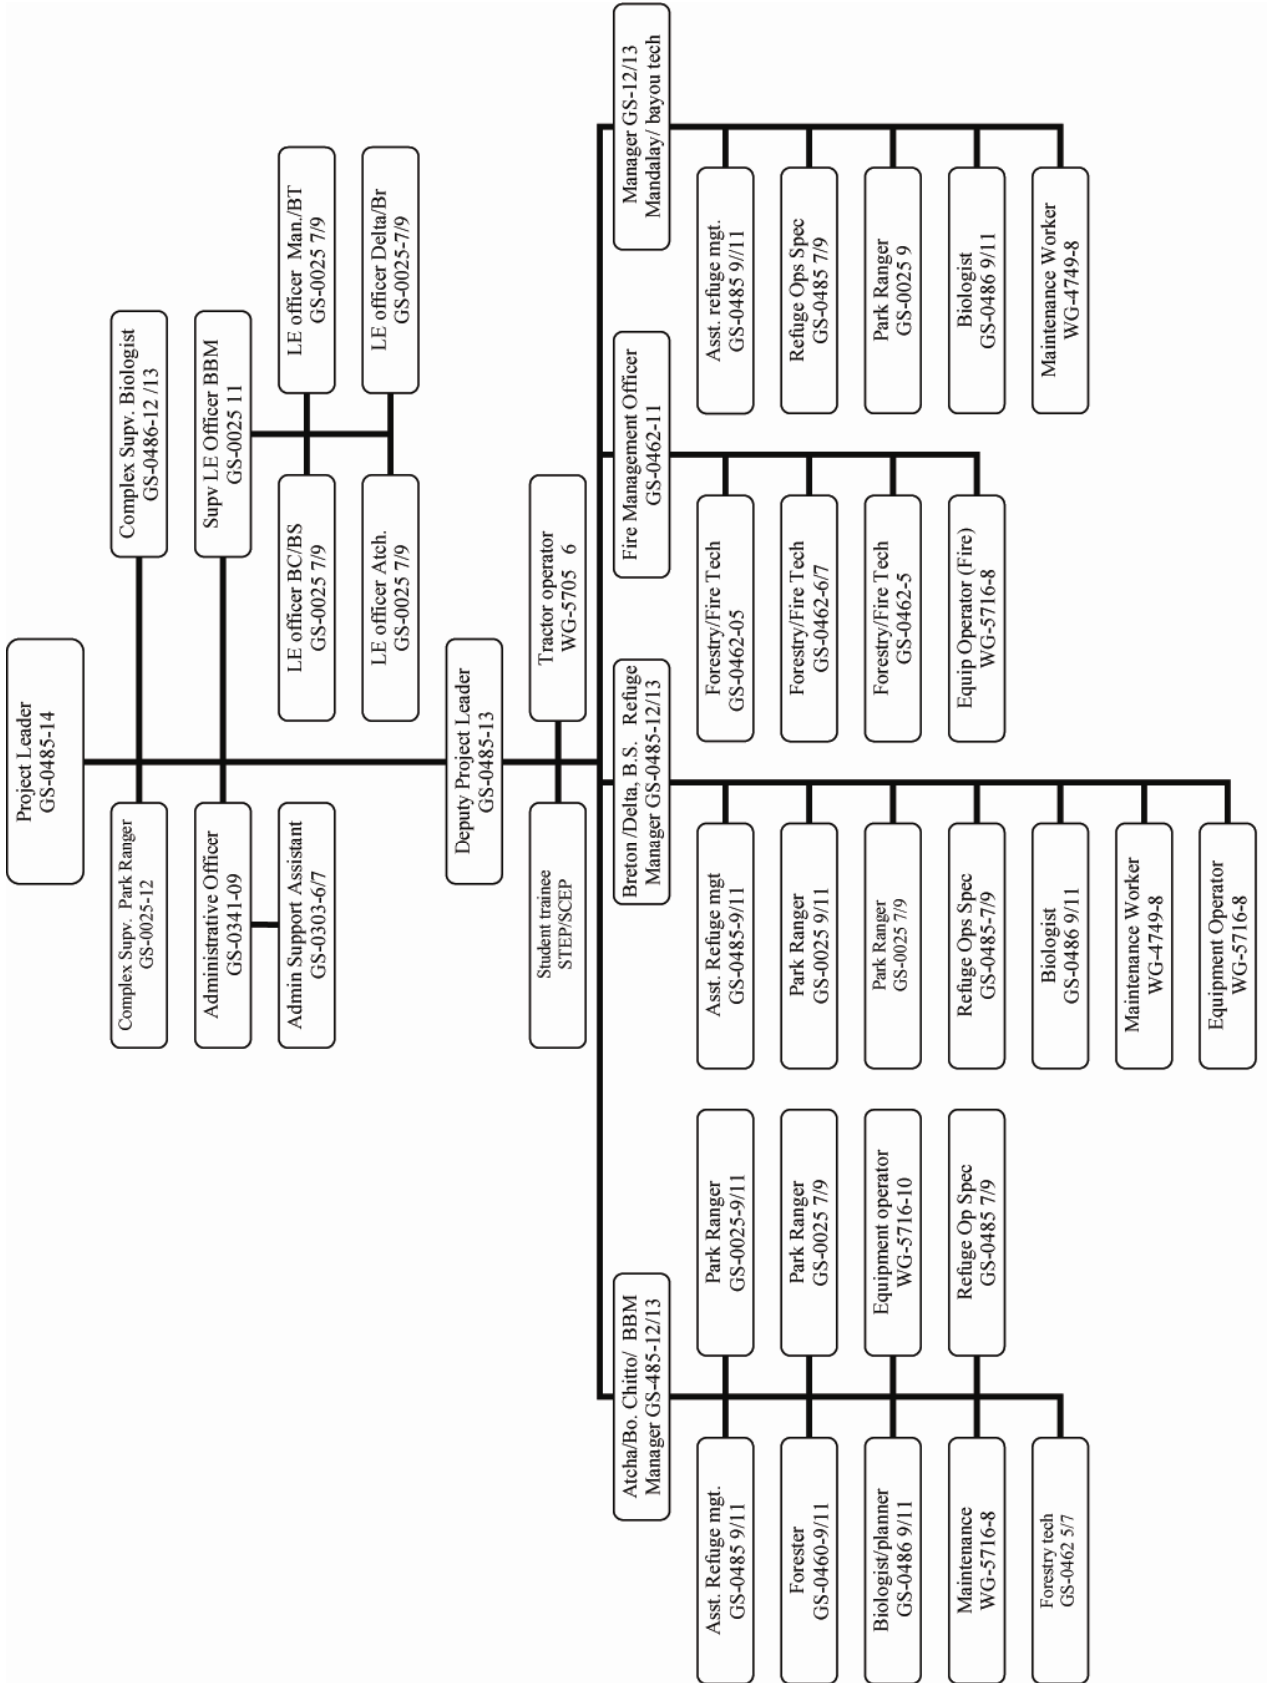 Project Leader
GS-0485-14
Complex Supv. Park Ranger
GS-0025-12
Complex Supv. Biologist
GS-0486-12 /13
Administrative Officer
GS-0341-09
Supv LE Officer BBM
GS-0025 11
Admin Support Assistant
GS-0303-6/7
LE officer BC/BS
GS-0025 7/9
LE officer Man./BT
GS-0025 7/9
LE officer Atch.
GS-0025 7/9
LE officer Delta/Br
GS-0025-7/9
Deputy Project Leader
GS-0485-13
Student trainee
STEP/SCEP
Tractor operator
WG-5705 6
Atcha/Bo. Chitto/ BBM
Manager GS-485-12/13
Asst. Refuge mgt.
GS-0485 9/11
Park Ranger
GS-0025-9/11
Forester
GS-0460-9/11
Park Ranger
GS-0025 7/9
Biologist/planner
GS-0486 9/11
Equipment operator
WG-5716-10
Maintenance
WG-5716-8
Refuge Op Spec
GS-0485 7/9
Forestry tech
GS-0462 5/7
Breton /Delta, B.S. Refuge
Manager GS-0485-12/13
Asst. Refuge mgt
GS-0485-9/11
Park Ranger
GS-0025 9/11
Park Ranger
GS-0025 7/9
Refuge Ops Spec
GS-0485-7/9
Biologist
GS-0486 9/11
Maintenance Worker
WG-4749-8
Equipment Operator
WG-5716-8
Fire Management Officer
GS-0462-11
Forestry/Fire Tech
GS-0462-05
Forestry/Fire Tech
GS-0462-6/7
Forestry/Fire Tech
GS-0462-5
Equip Operator (Fire)
WG-5716-8
Manager GS-12/13
Mandalay/ bayou tech
Asst. refuge mgt.
GS-0485 9//11
Refuge Ops Spec
GS-0485 7/9
Park Ranger
GS-0025 9
Biologist
GS-0486 9/11
Maintenance Worker
WG-4749-8